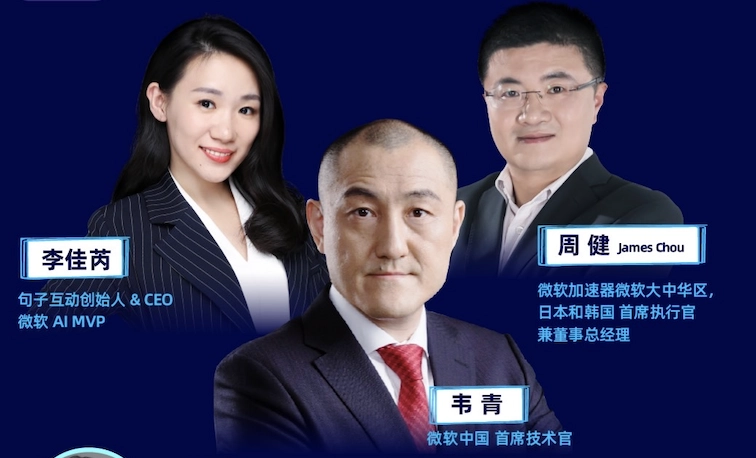 李佳芮
句子互动创始人 & CEO
微软 AI MVP
周 健 James Chou
微软加速器微软大中华区，
日本和韩国 首席执行官
兼董事总经理
韦 青
微软中国 首席技术官